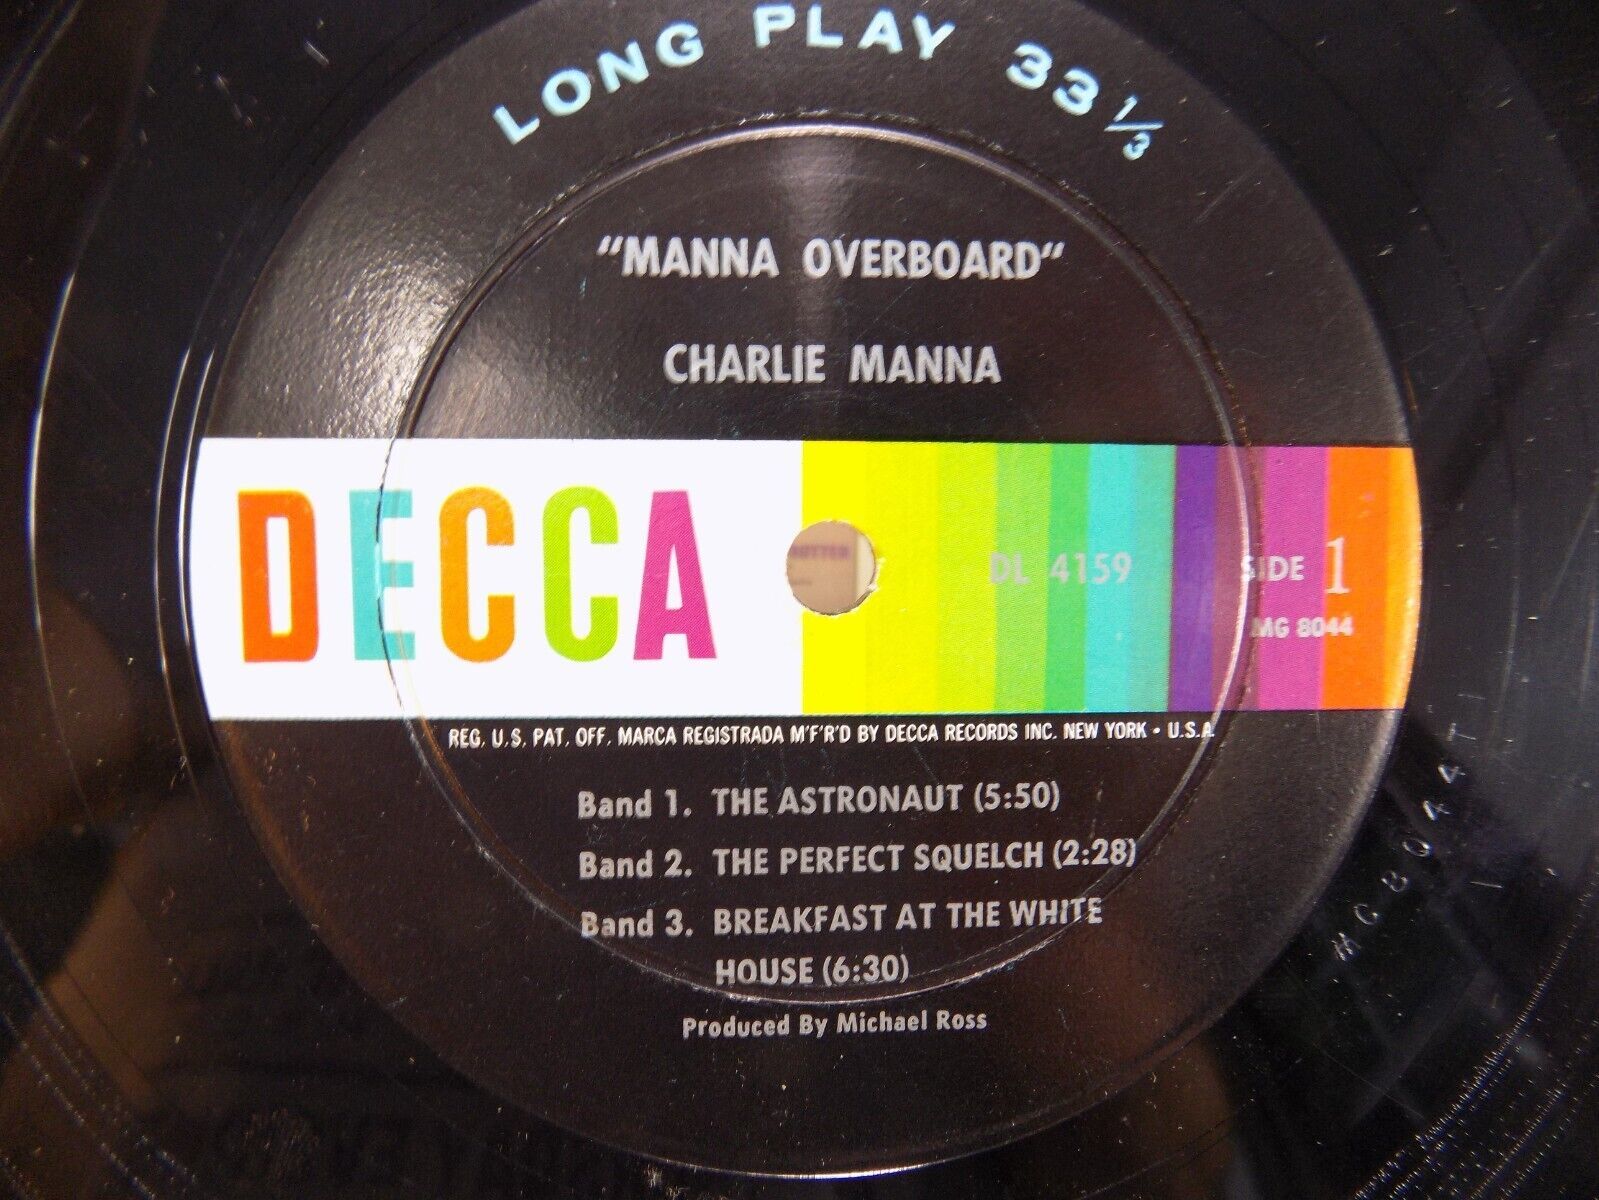 LONG PLAY 33 1/3
"MANNA OVERBOARD"
CHARLIE MANNA
DECCA
DL 4159
SIDE 1
MG 8044
REG. U.S. PAT. OFF. MARCA REGISTRADA M'F'R'D BY DECCA RECORDS INC. NEW YORK • U.S.A.
Band 1. THE ASTRONAUT (5:50)
Band 2. THE PERFECT SQUELCH (2:28)
Band 3. BREAKFAST AT THE WHITE
HOUSE (6:30)
Produced By Michael Ross